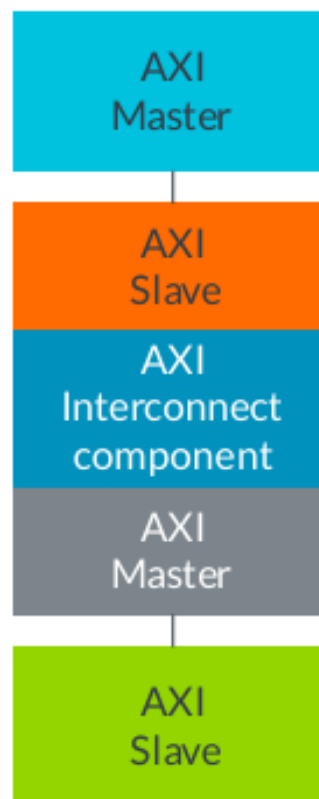 AXI
Master
AXI
Slave
AXI
Interconnect
component
AXI
Master
AXI
Slave